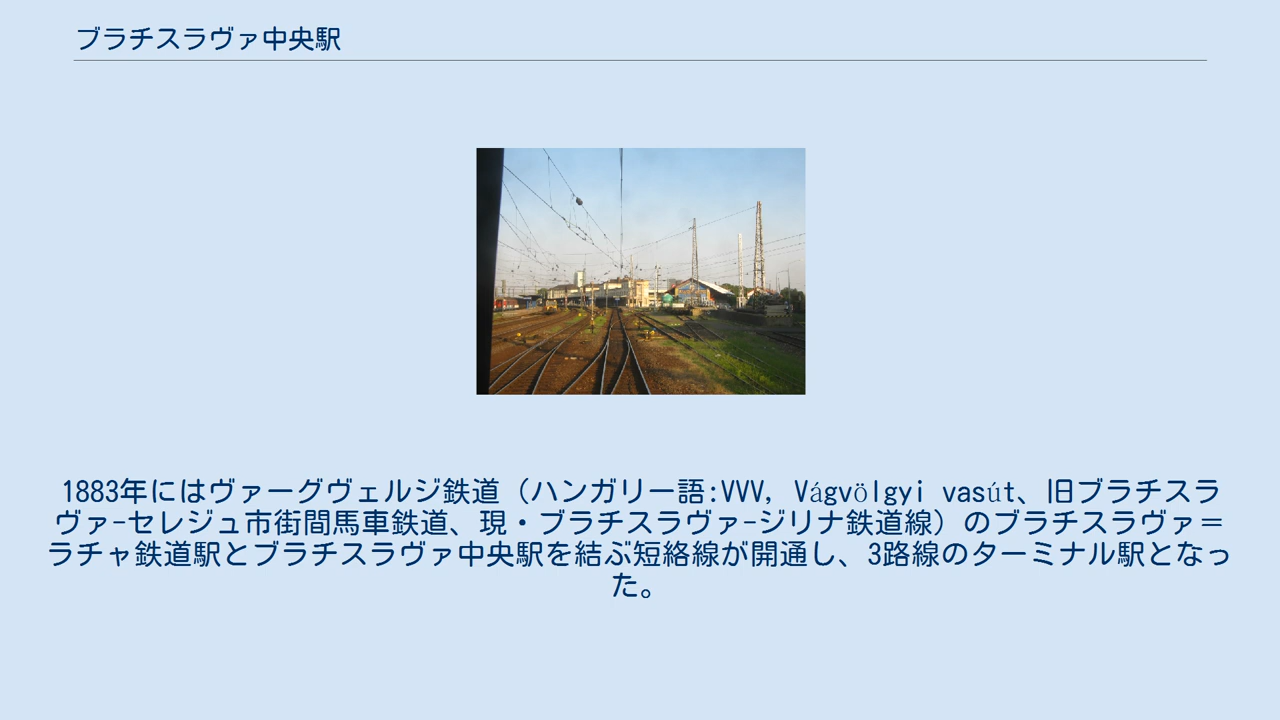 ブラチスラヴァ中央駅
1883年にはヴァーグヴェルジ鉄道（ハンガリー語:VVV, Vágvölgyi vasút、旧ブラチスラ
ヴァ-セレジュ市街間馬車鉄道、現・ブラチスラヴァ-ジリナ鉄道線）のブラチスラヴァ＝
ラチャ鉄道駅とブラチスラヴァ中央駅を結ぶ短絡線が開通し、3路線のターミナル駅となっ
た。